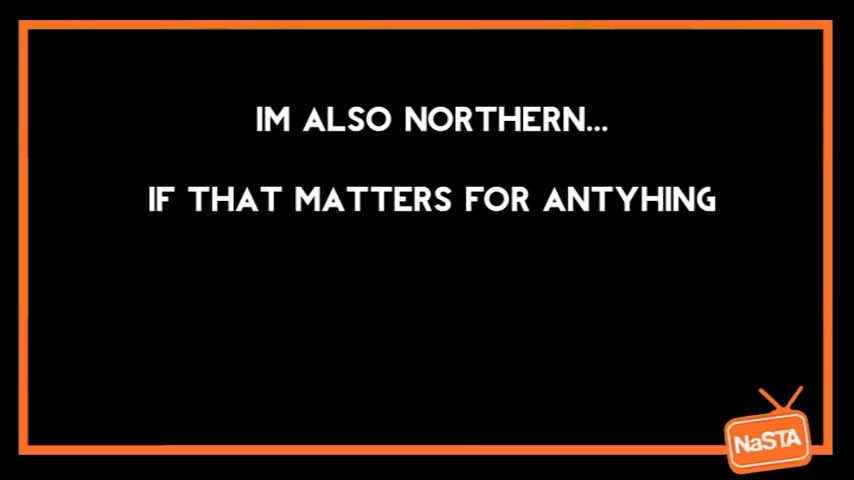 IM ALSO NORTHERN...
IF THAT MATTERS FOR ANTYHING
NaSTA